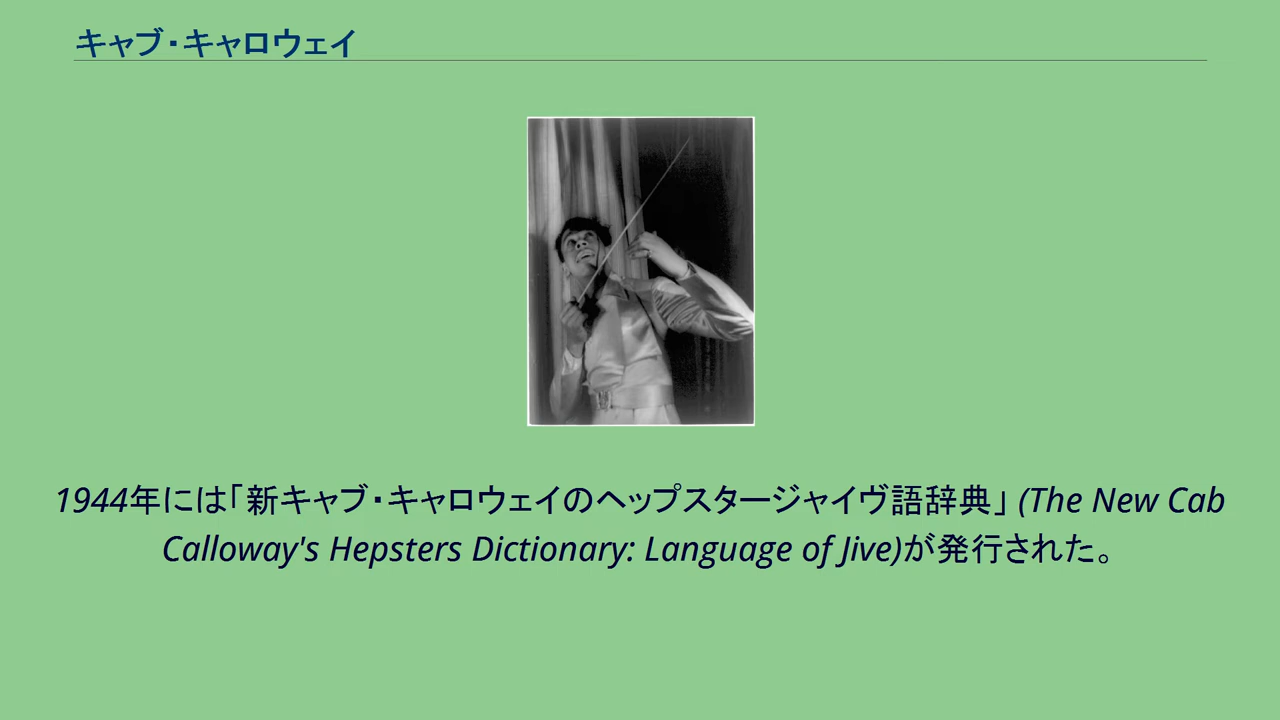 キャブ・キャロウェイ
1944年には「新キャブ・キャロウェイのヘップスタージャイヴ語辞典」 (The New Cab
Calloway's Hepsters Dictionary: Language of Jive)が発行された。